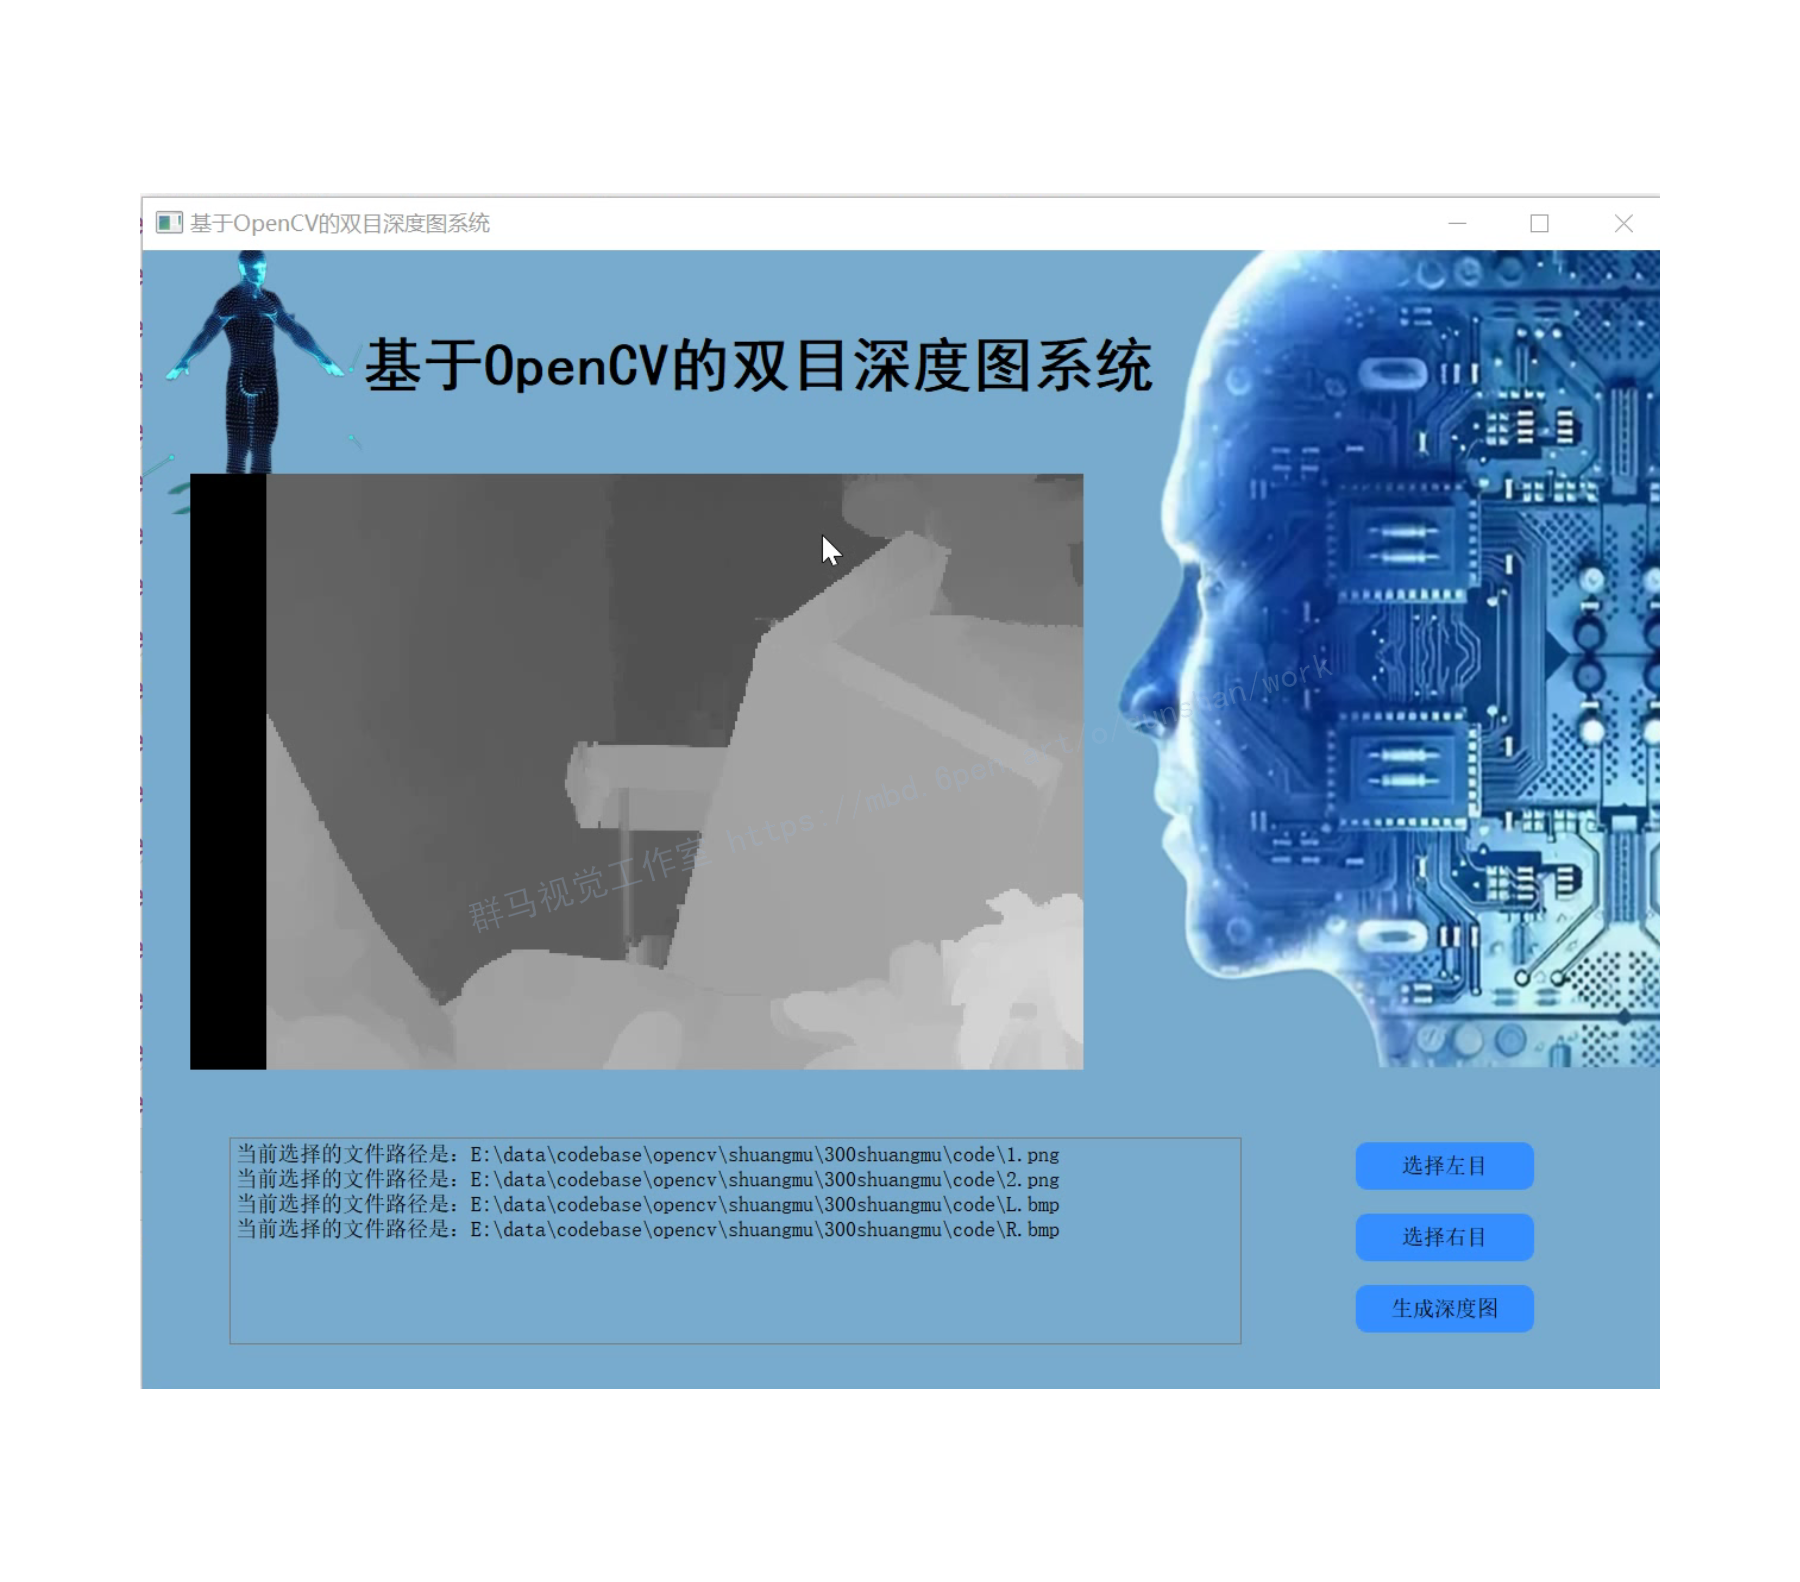 基于OpenCV的双目深度图系统
基于OpenCV的双目深度图系统
群马视觉工作室 https://mbd.
/work
当前选择的文件路径是：E:\data\codebase\opencv\shuangmu\300shuangmu\code\1.png
当前选择的文件路径是：E:\data\codebase\opencv\shuangmu\300shuangmu\code\2.png
当前选择的文件路径是：E:\data\codebase\opencv\shuangmu\300shuangmu\code\L.bmp
当前选择的文件路径是：E:\data\codebase\opencv\shuangmu\300shuangmu\code\R.bmp
选择左目
选择右目
生成深度图